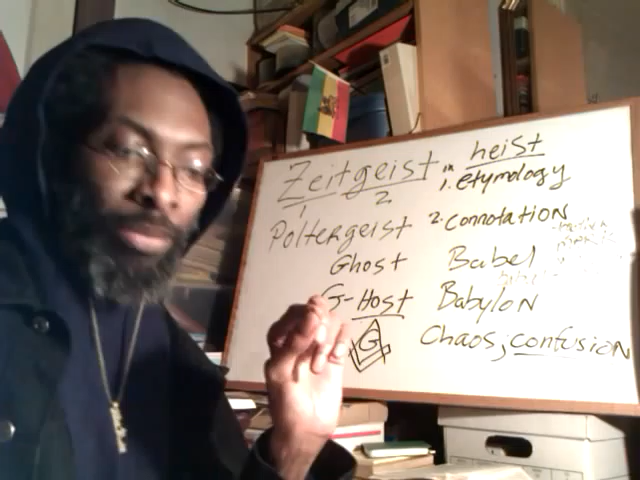 Zeitgeist in heist
1 2 1. etymology
Poltergeist 2. connotation
Ghost Babel
G-Host Babylon
G Chaos; confusion